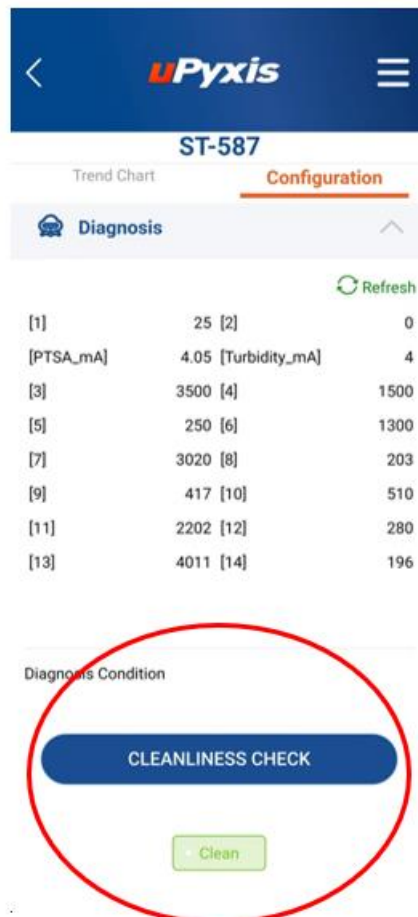 uPyxis
ST-587
Trend Chart Configuration
Diagnosis
Refresh
[1] 25 [2] 0
[PTSA_mA] 4.05 [Turbidity_mA] 4
[3] 3500 [4] 1500
[5] 250 [6] 1300
[7] 3020 [8] 203
[9] 417 [10] 510
[11] 2202 [12] 280
[13] 4011 [14] 196
Diagnosis Condition
CLEANLINESS CHECK
Clean